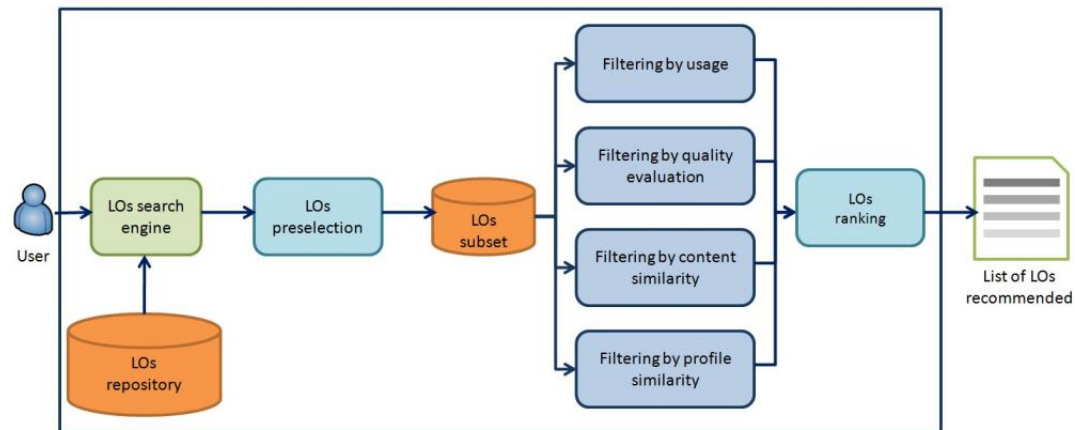 User
LOs search
engine
LOs
repository
LOs
preselection
LOs
subset
Filtering by usage
Filtering by quality
evaluation
Filtering by content
similarity
Filtering by profile
similarity
LOs
ranking
List of LOs
recommended